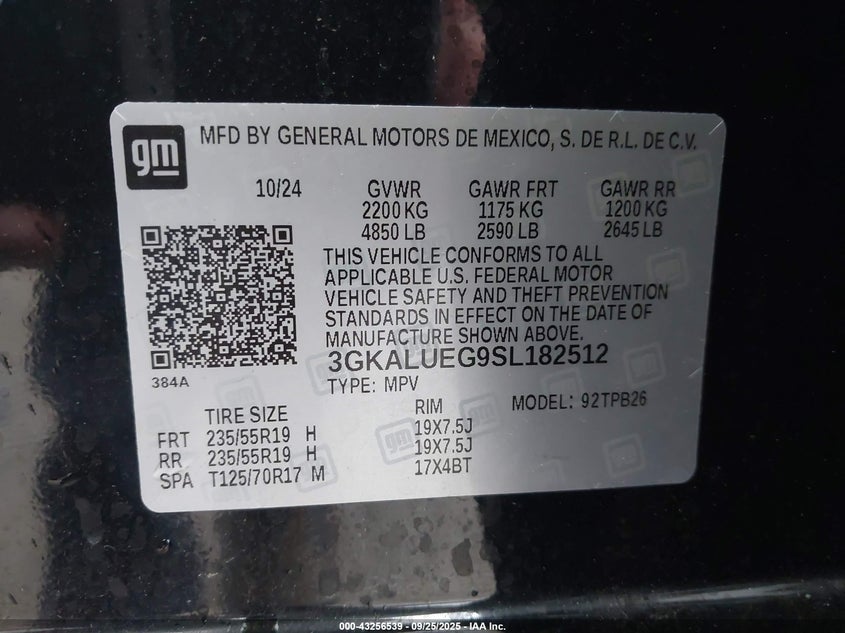 gm MFD BY GENERAL MOTORS DE MEXICO, S. DE R.L. DE C.V.
10/24 GVWR GAWR FRT GAWR RR
2200 KG 1175 KG 1200 KG
4850 LB 2590 LB 2645 LB
THIS VEHICLE CONFORMS TO ALL
APPLICABLE U.S. FEDERAL MOTOR
VEHICLE SAFETY AND THEFT PREVENTION
STANDARDS IN EFFECT ON THE DATE OF
MANUFACTURE SHOWN ABOVE.
3GKALUEG9SL182512
384A
TYPE: MPV MODEL: 92TPB26
TIRE SIZE RIM
FRT 235/55R19 H 19X7.5J
RR 235/55R19 H 19X7.5J
SPA T125/70R17 M 17X4BT
000-43256539 - 09/25/2025 - IAA Inc.